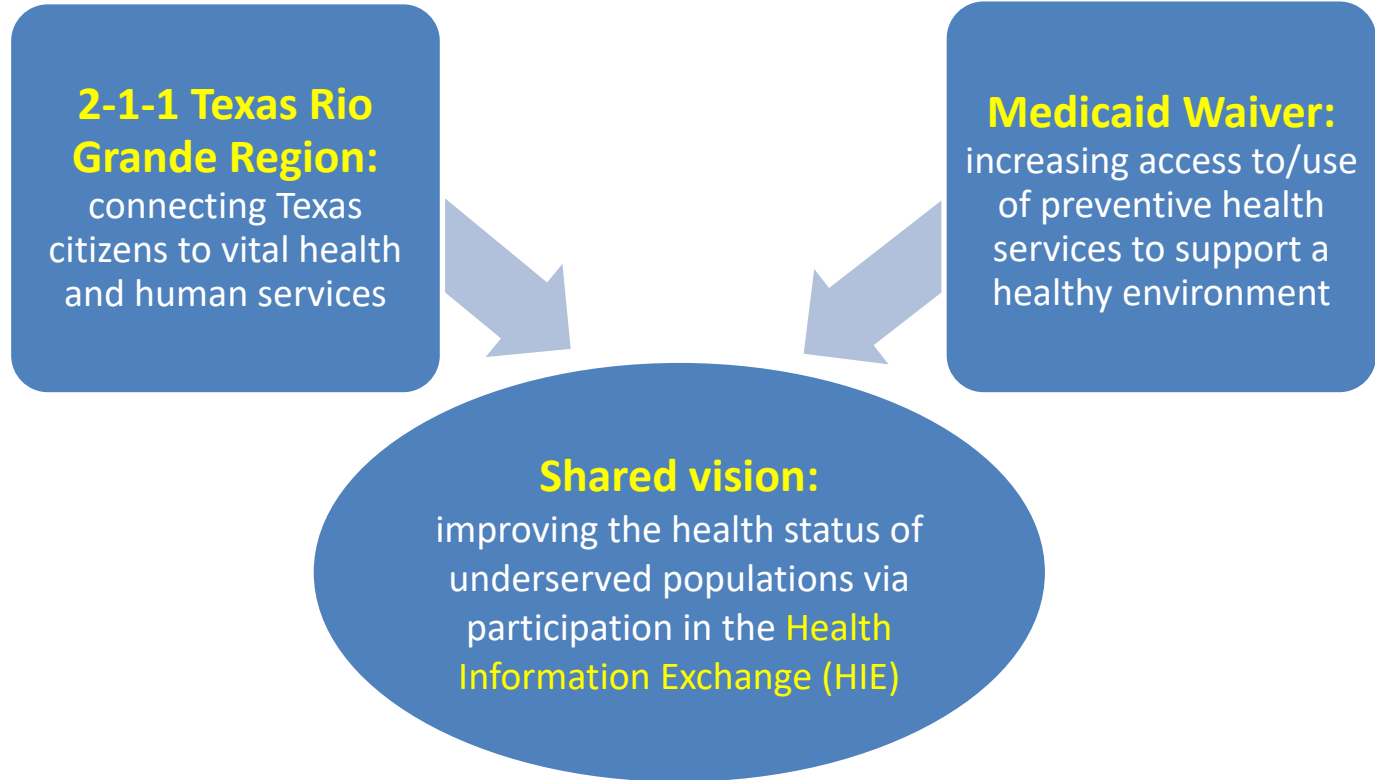 2-1-1 Texas Rio
Grande Region:
connecting Texas
citizens to vital health
and human services
Medicaid Waiver:
increasing access to/use
of preventive health
services to support a
healthy environment
Shared vision:
improving the health status of
underserved populations via
participation in the Health
Information Exchange (HIE)